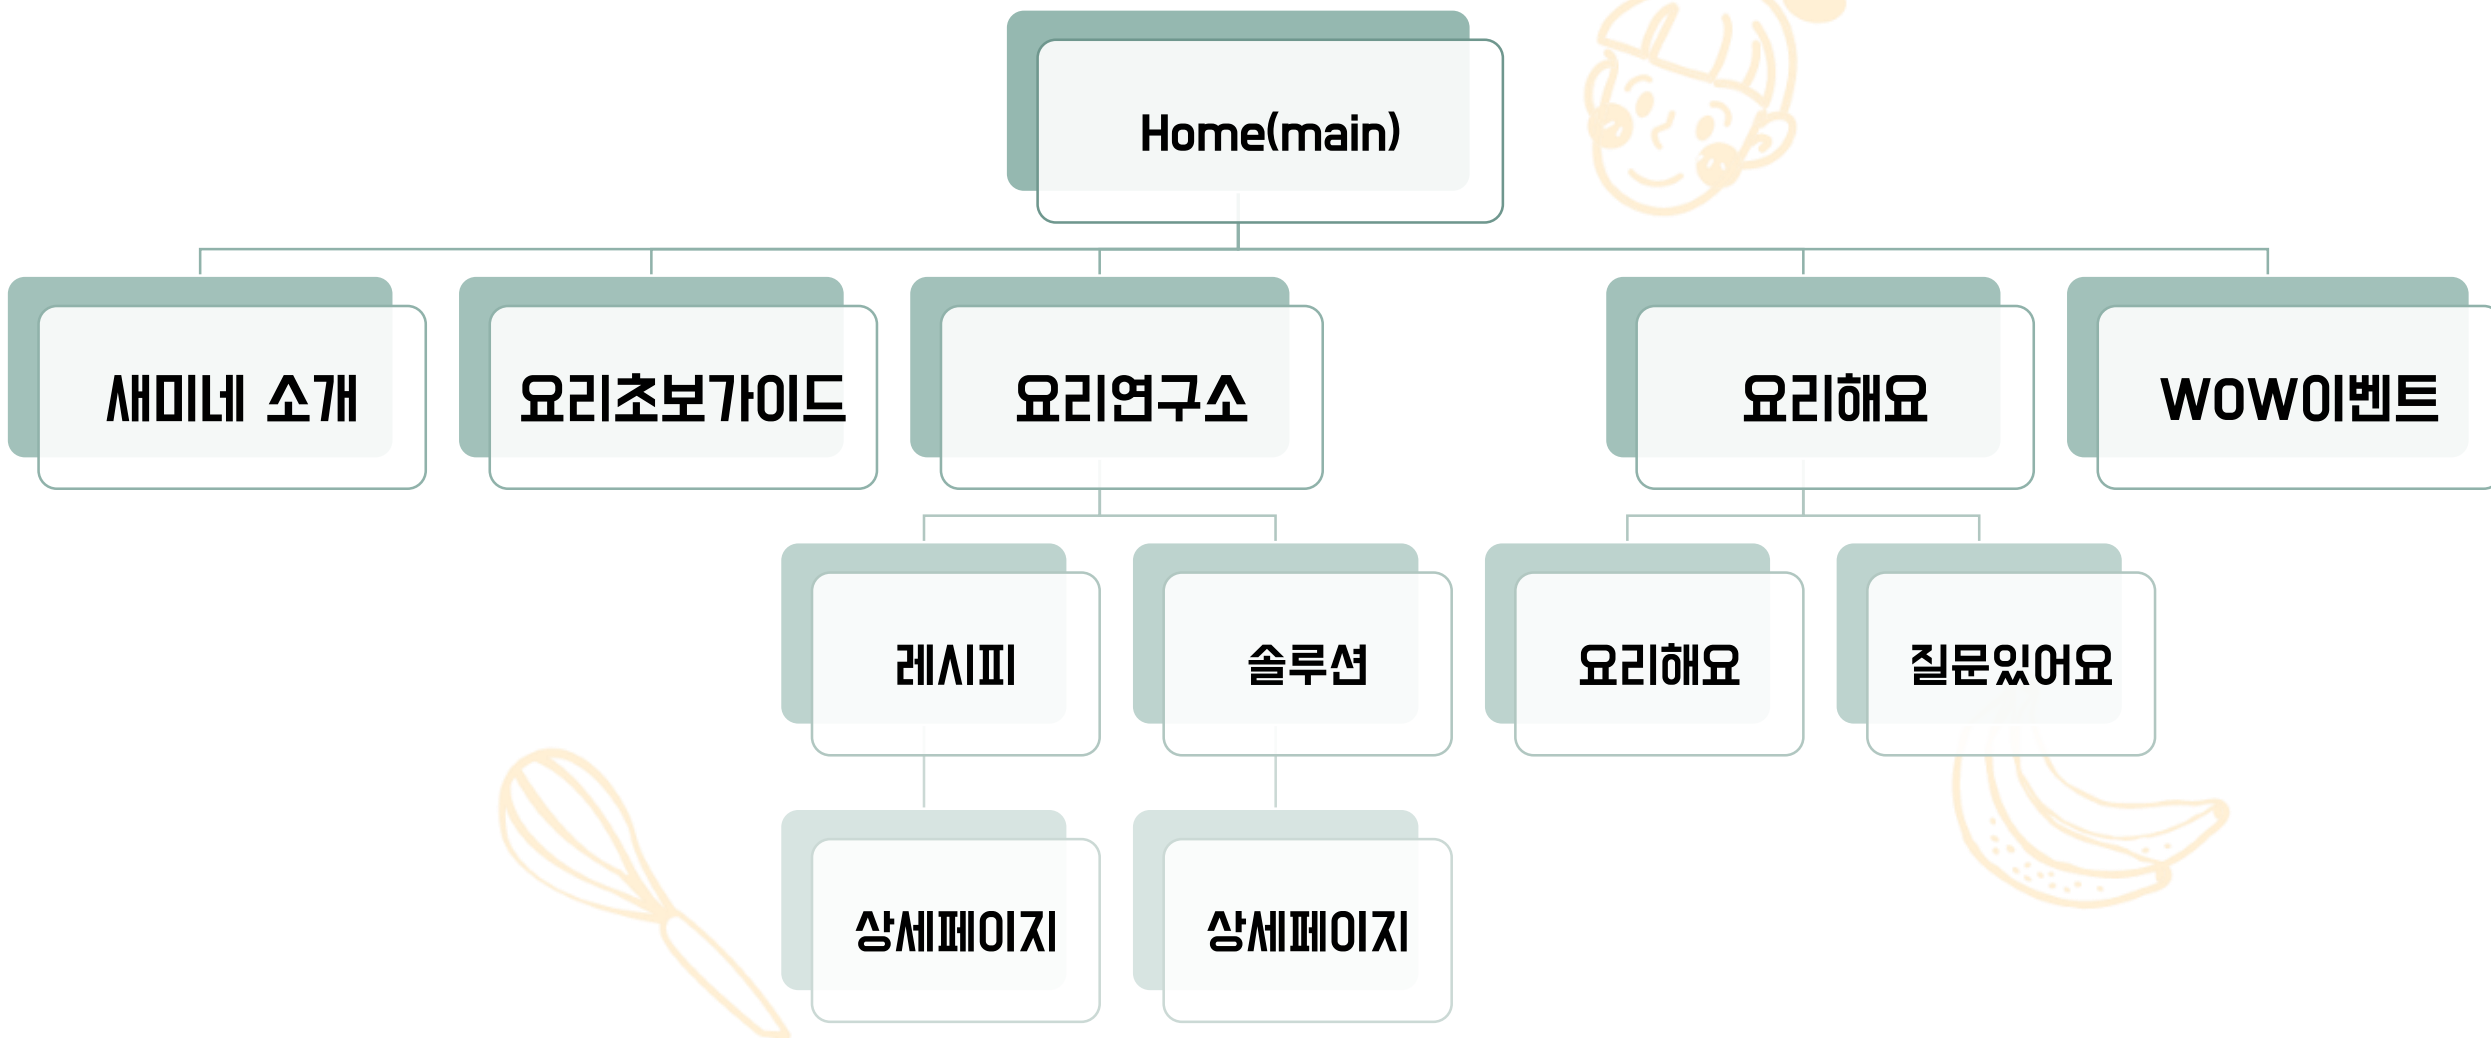 Home(main)
새미네 소개
요리초보가이드
요리연구소
요리해요
WOW이벤트
레시피
솔루션
요리해요
질문있어요
상세페이지
상세페이지